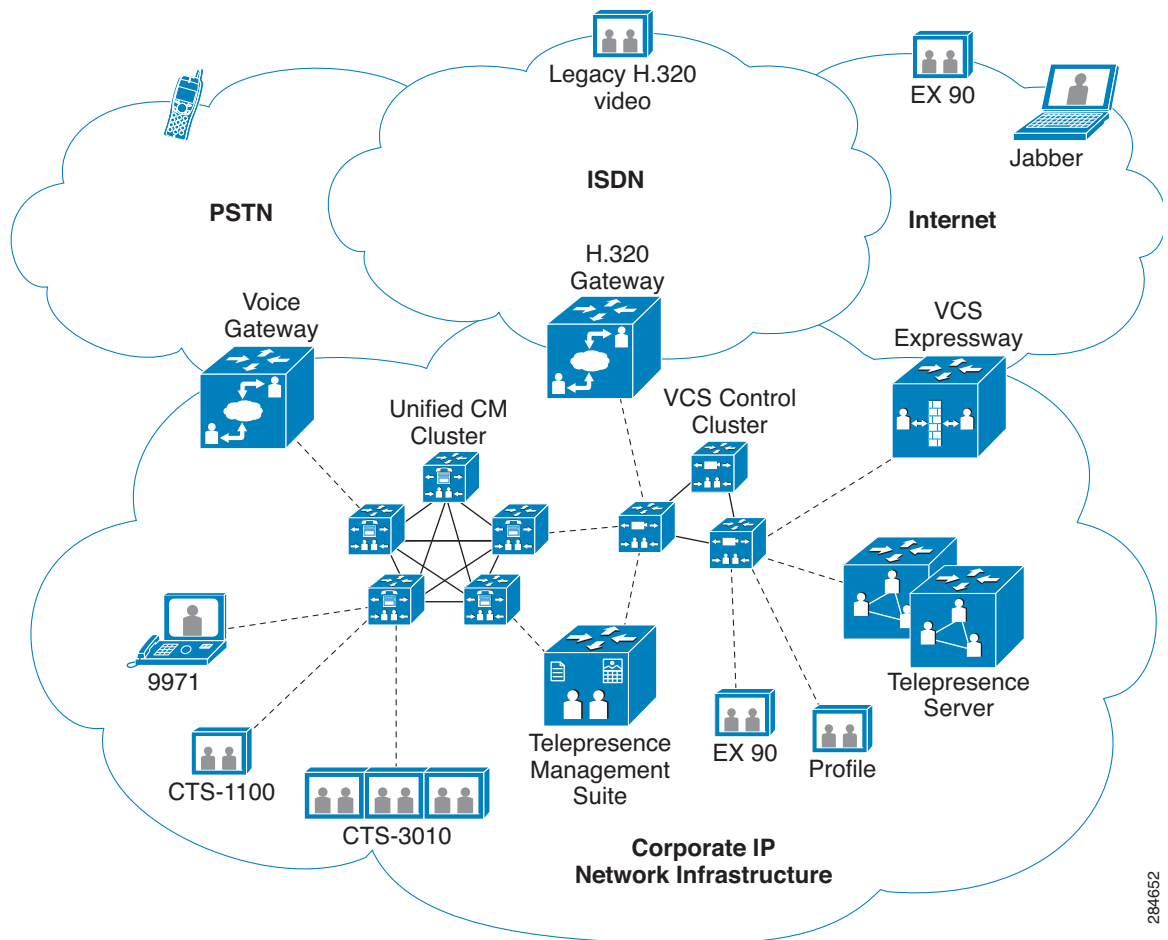 Legacy H.320
video
EX 90
Jabber
PSTN
ISDN
Internet
H.320
Gateway
Voice
Gateway
VCS
Expressway
Unified CM
Cluster
VCS Control
Cluster
9971
CTS-1100
CTS-3010
Telepresence
Management
Suite
EX 90
Profile
Telepresence
Server
Corporate IP
Network Infrastructure
284652